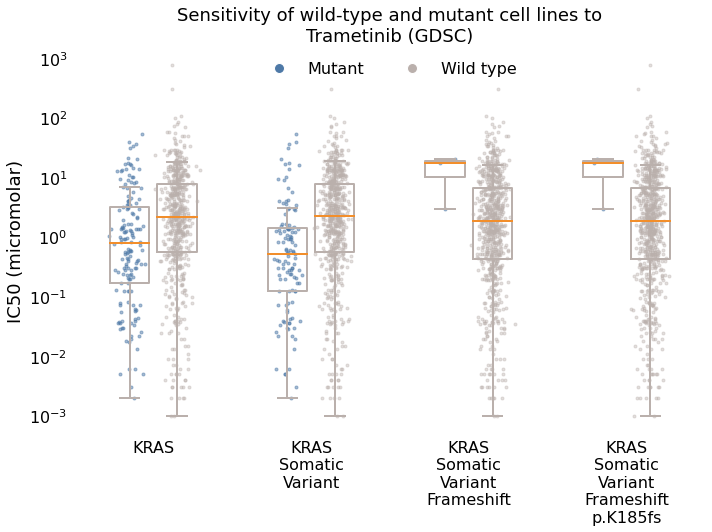 Sensitivity of wild-type and mutant cell lines to
Trametinib (GDSC)
Mutant
Wild type
IC50 (micromolar)
10³
10²
10¹
10⁰
10⁻¹
10⁻²
10⁻³
KRAS
KRAS
Somatic
Variant
KRAS
Somatic
Variant
Frameshift
KRAS
Somatic
Variant
Frameshift
p.K185fs